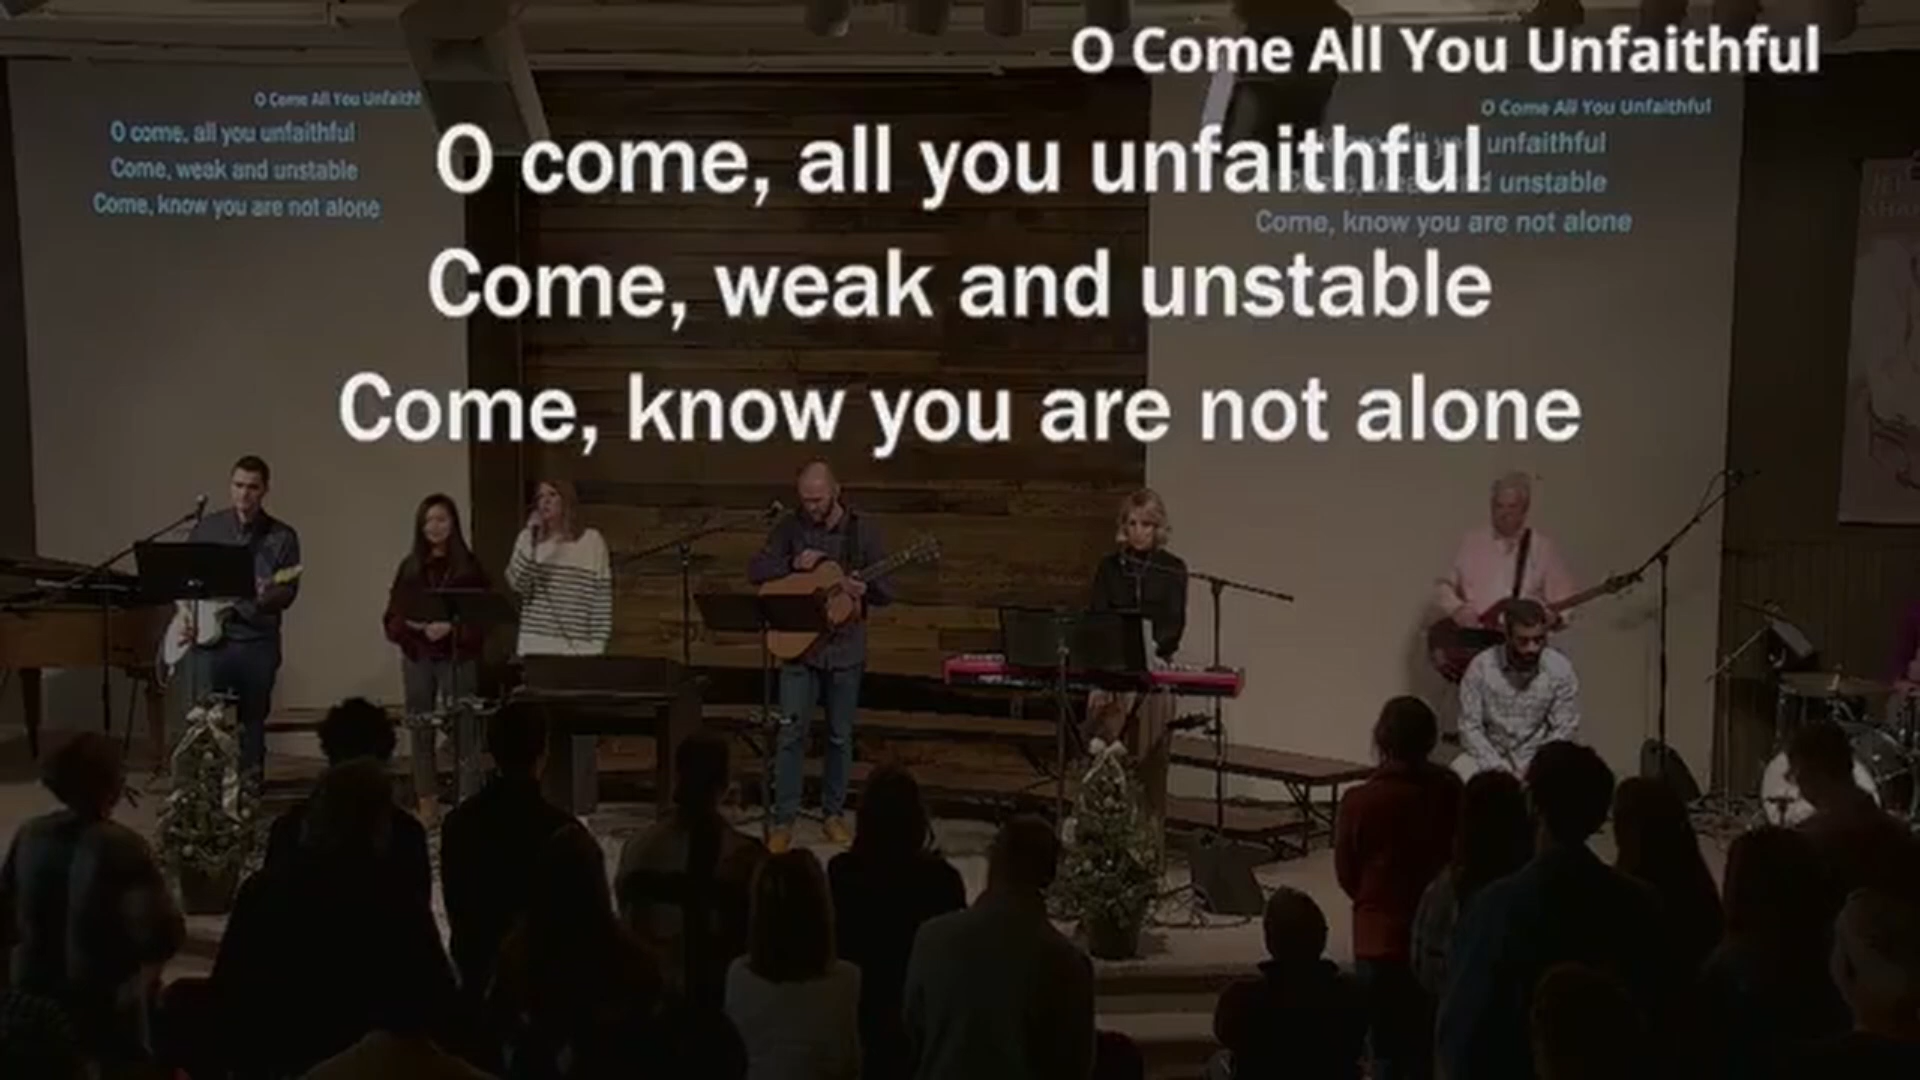 O Come All You Unfaithful
O come, all you unfaithful
Come, weak and unstable
Come, know you are not alone
O Come All You Unfaithf
O come, all you unfaithful
Come, weak and unstable
Come, know you are not alone
O Come All You Unfaithful
unfaithful
unstable
Come, know you are not alone